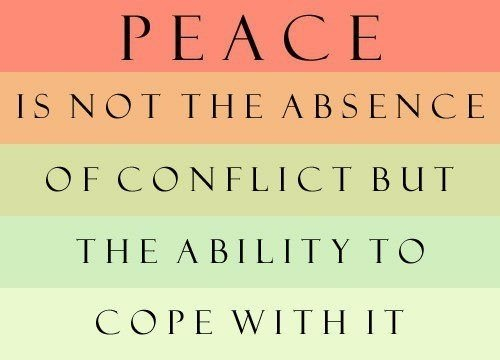 PEACE
IS NOT THE ABSENCE
OF CONFLICT BUT
THE ABILITY TO
COPE WITH IT